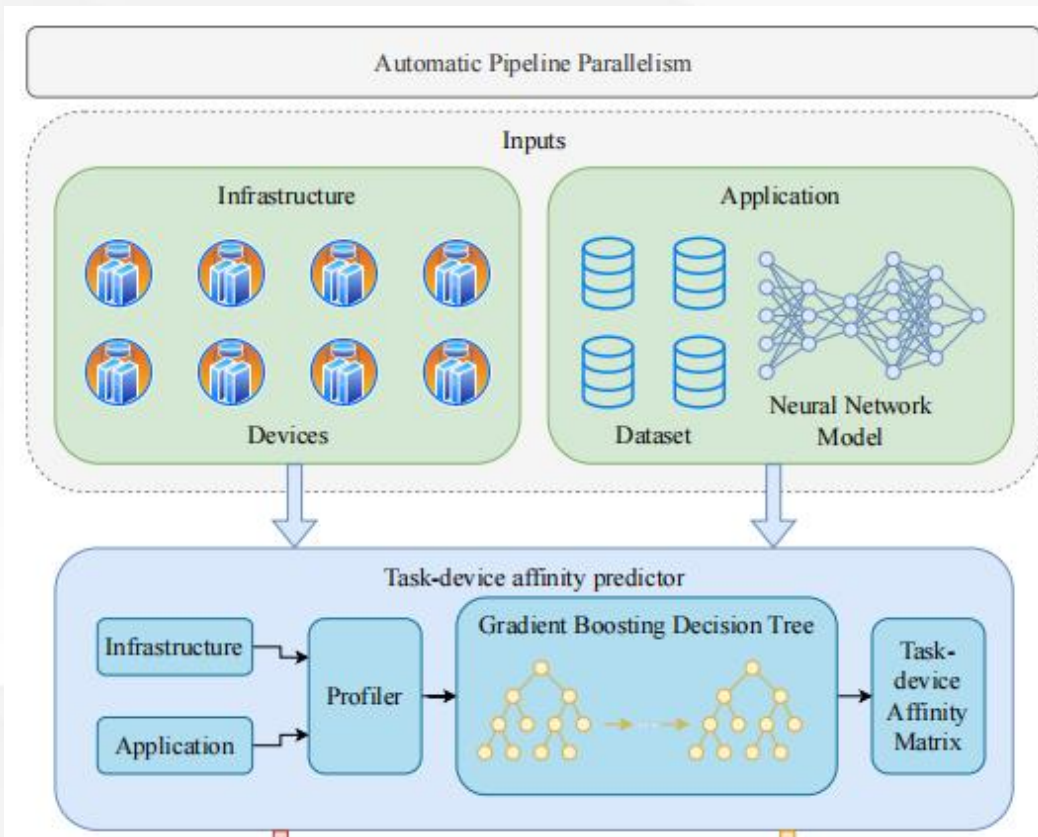 Automatic Pipeline Parallelism
Inputs
Infrastructure
Devices
Application
Dataset
Neural Network
Model
Task-device affinity predictor
Infrastructure
Application
Profiler
Gradient Boosting Decision Tree
Task-
device
Affinity
Matrix